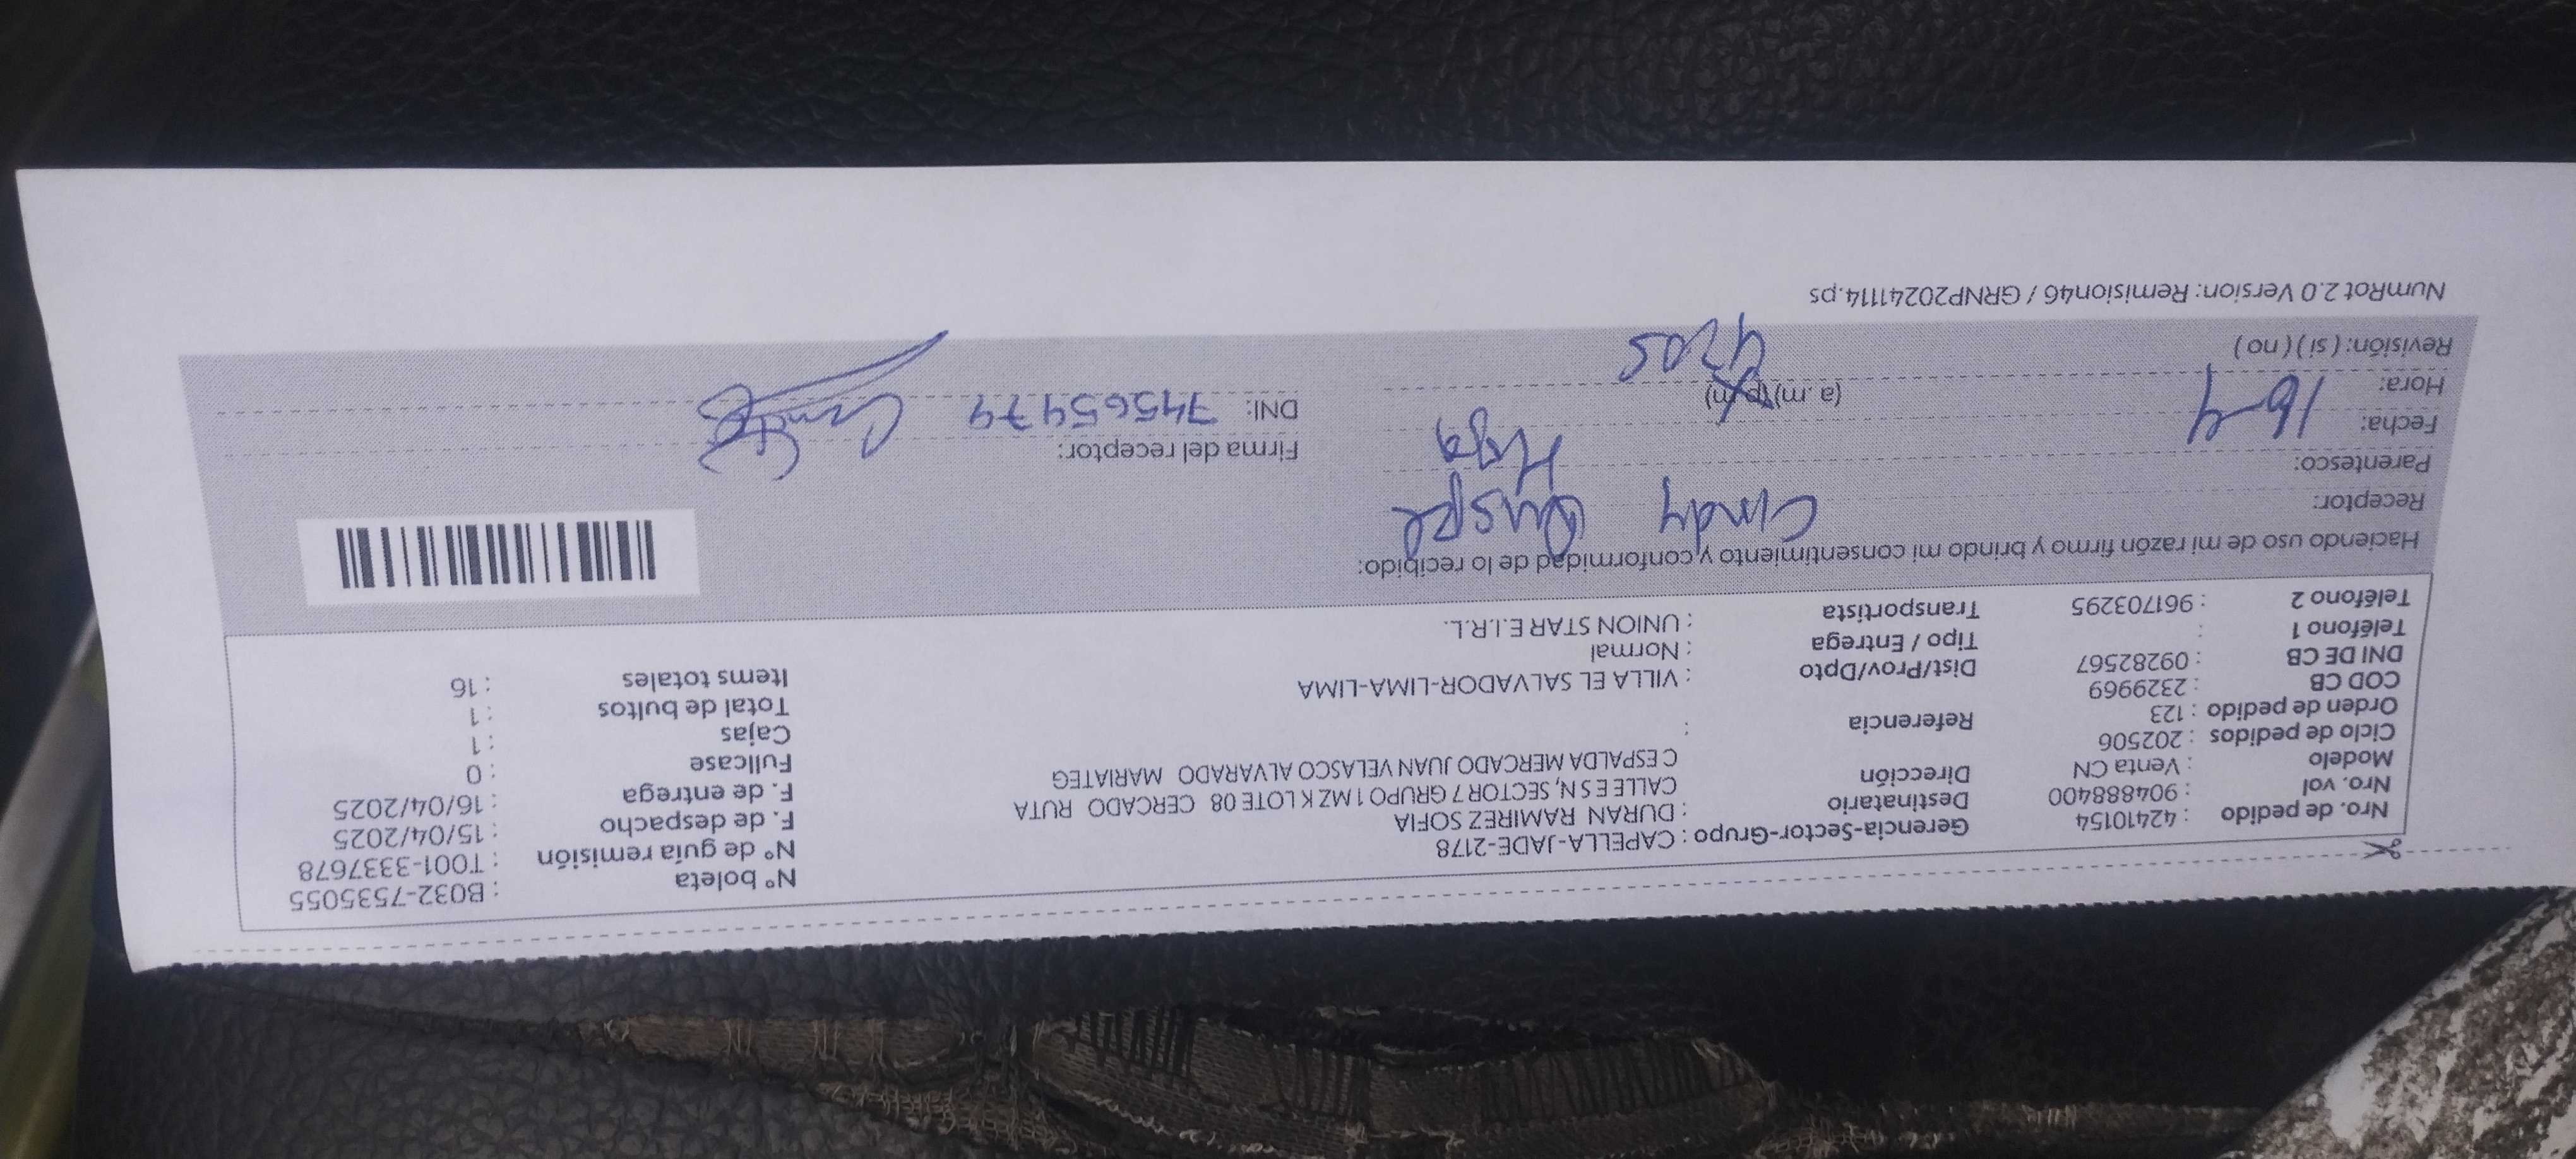 Nro. de pedido : 42410154
Nro. vol : 904888400
Modelo : Venta CN
Ciclo de pedidos : 202506
Orden de pedido : 123
COD CB : 2329969
DNI DE CB : 09282567
Teléfono 1 :
Teléfono 2 : 961703295
Gerencia-Sector-Grupo : CAPELLA-JADE-2178
Destinatario : DURAN RAMIREZ SOFIA
Dirección CALLE E S N, SECTOR 7 GRUPO 1 MZ K LOTE 08 CERCADO RUTA
C ESPALDA MERCADO JUAN VELASCO ALVARADO MARIATEG
Referencia :
Dist/Prov/Dpto : VILLA EL SALVADOR-LIMA-LIMA
Tipo / Entrega : Normal
Transportista : UNION STAR E.I.R.L.
N° boleta : B032-7535055
N° de guía remisión : T001-3337678
F. de despacho : 15/04/2025
F. de entrega : 16/04/2025
Fullcase : 0
Cajas : 1
Total de bultos : 1
Items totales : 16
Haciendo uso de mi razón firmo y brindo mi consentimiento y conformidad de lo recibido:
Receptor: Cindy Quspe
Parentesco: Hija
Fecha: 16-4
Hora: (a.m) (p.m) 4205
Revisión: ( si ) ( no )
Firma del receptor:
DNI: 74565474
NumRot 2.0 Version: Remision46 / GRNP20241114.ps